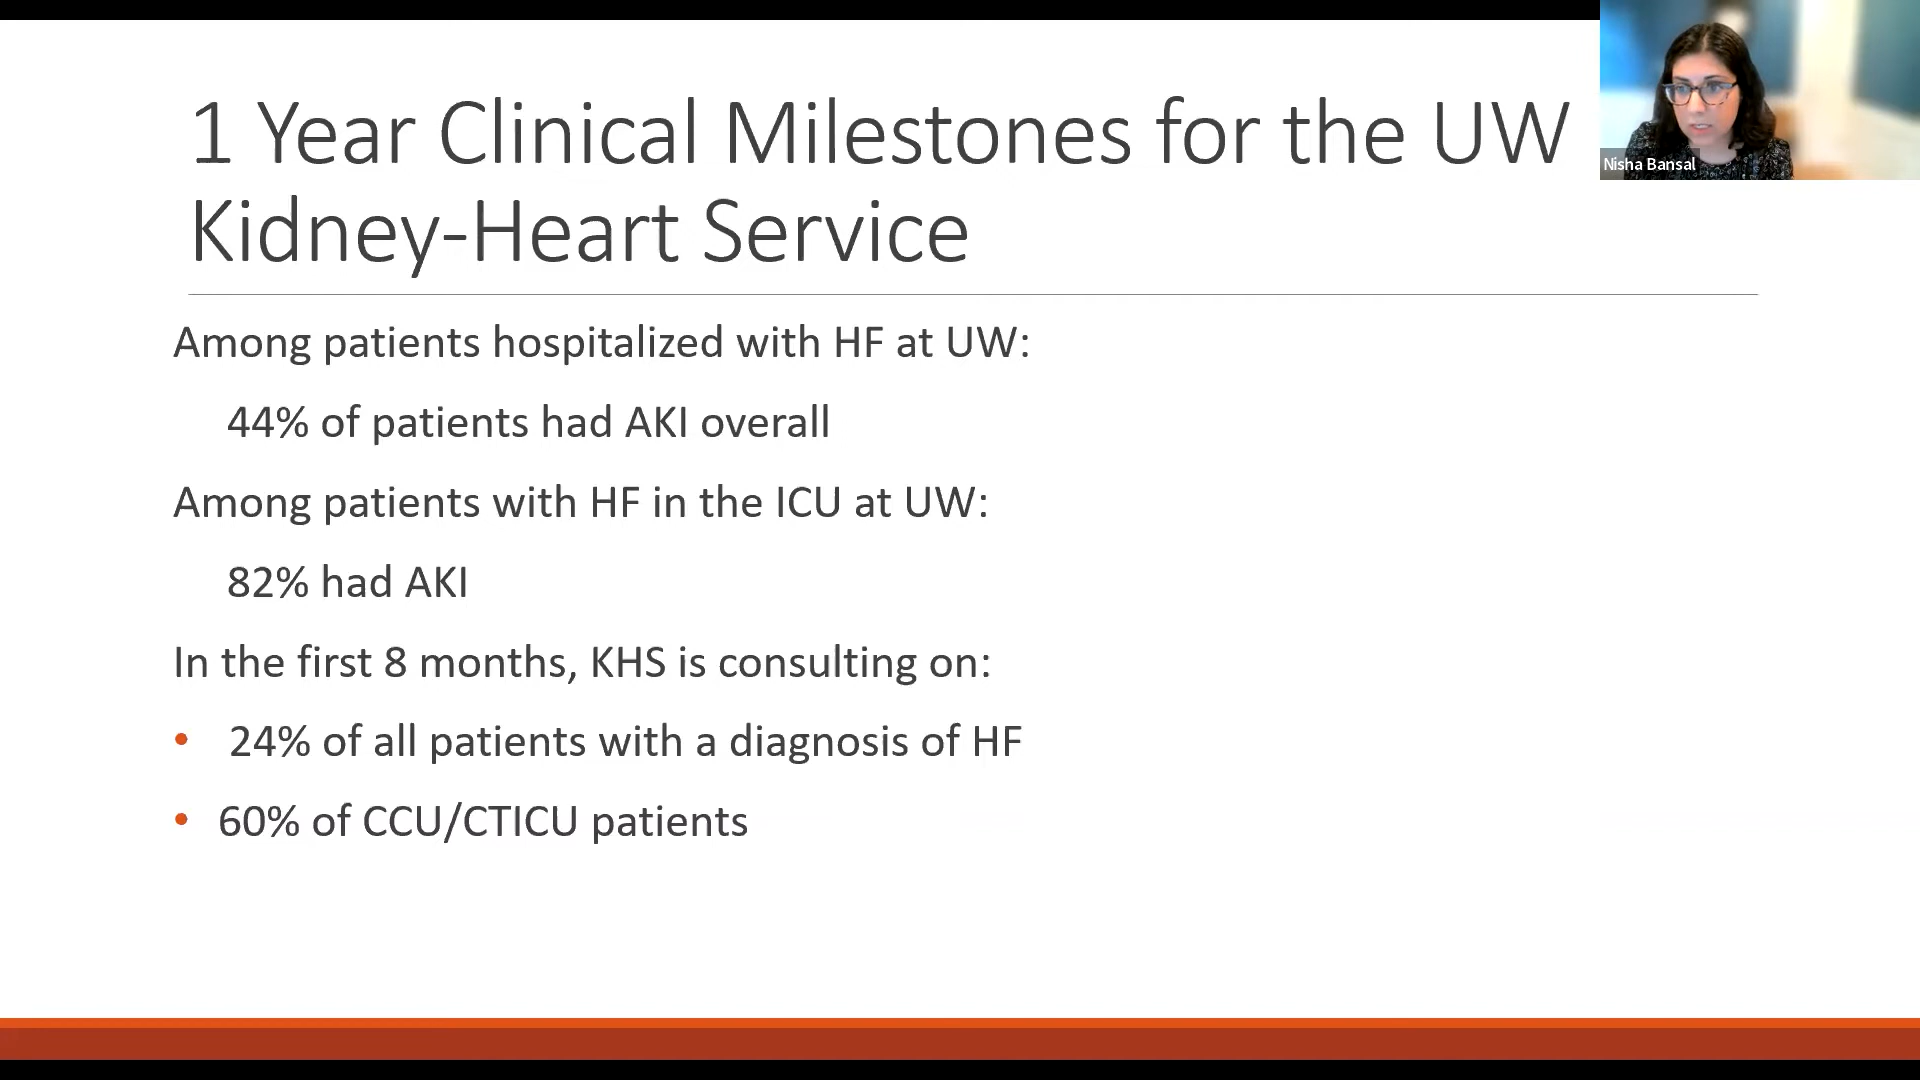 1 Year Clinical Milestones for the UW
Kidney-Heart Service
Nisha Bansal
Among patients hospitalized with HF at UW:
44% of patients had AKI overall
Among patients with HF in the ICU at UW:
82% had AKI
In the first 8 months, KHS is consulting on:
• 24% of all patients with a diagnosis of HF
• 60% of CCU/CTICU patients